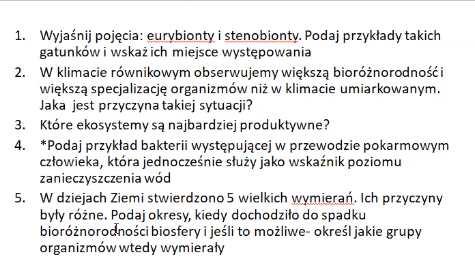 1. Wyjaśnij pojęcia: eurybionty i stenobionty. Podaj przykłady takich
gatunków i wskaż ich miejsce występowania
2. W klimacie równikowym obserwujemy większą bioróżnorodność i
większą specjalizację organizmów niż w klimacie umiarkowanym.
Jaka jest przyczyna takiej sytuacji?
3. Które ekosystemy są najbardziej produktywne?
4. *Podaj przykład bakterii występującej w przewodzie pokarmowym
człowieka, która jednocześnie służy jako wskaźnik poziomu
zanieczyszczenia wód
5. W dziejach Ziemi stwierdzono 5 wielkich wymierań. Ich przyczyny
były różne. Podaj okresy, kiedy dochodziło do spadku
bioróżnorodności biosfery i jeśli to możliwe- określ jakie grupy
organizmów wtedy wymierały